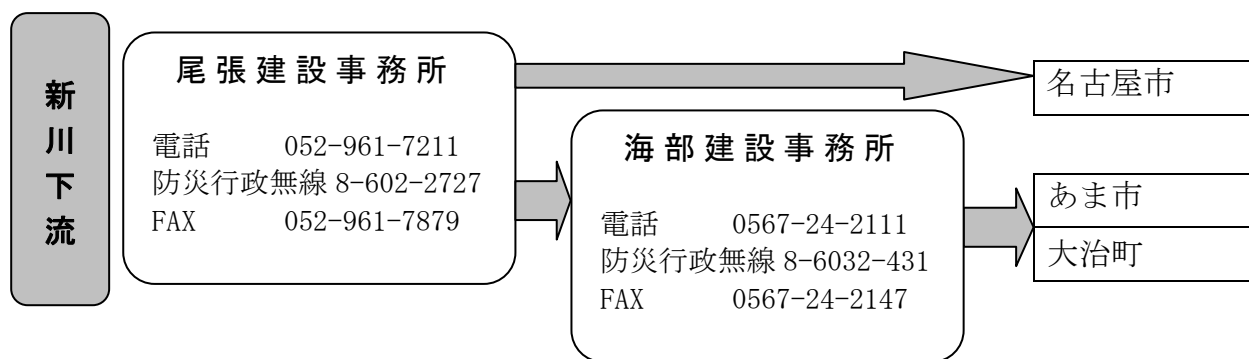 新川下流
尾張建設事務所
電話 052-961-7211
防災行政無線 8-602-2727
FAX 052-961-7879
海部建設事務所
電話 0567-24-2111
防災行政無線 8-6032-431
FAX 0567-24-2147
名古屋市
あま市
大治町